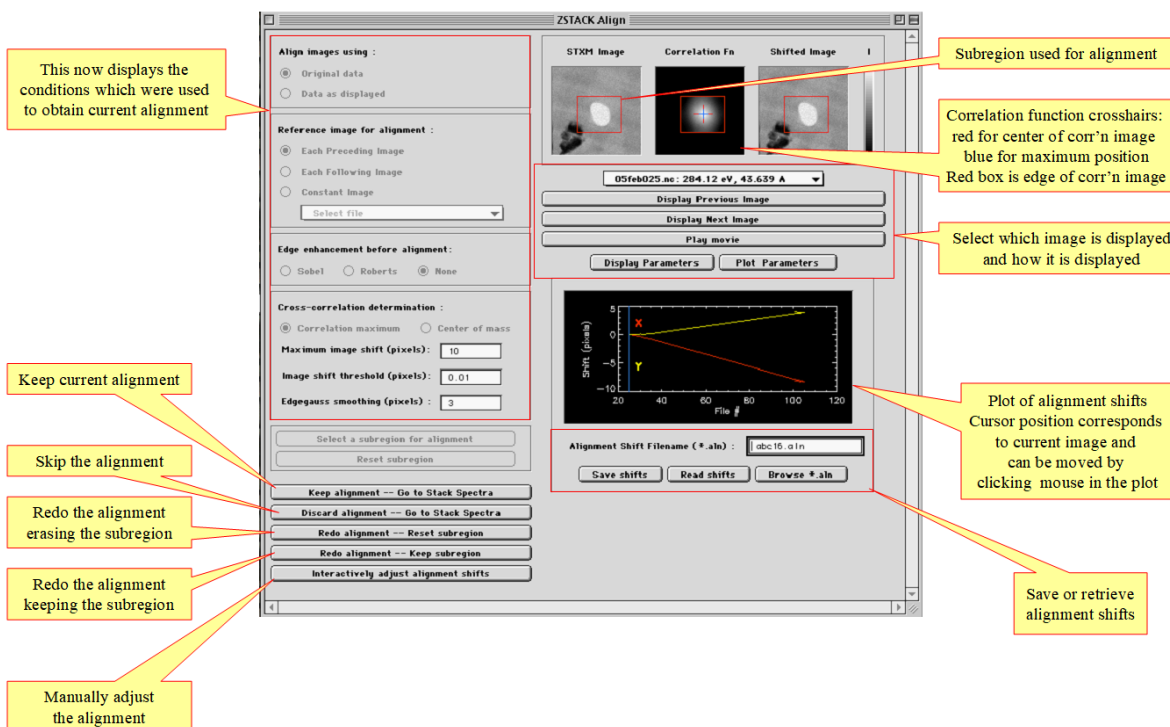 ZSTACK Align
This now displays the
conditions which were used
to obtain current alignment
Keep current alignment
Skip the alignment
Redo the alignment
erasing the subregion
Redo the alignment
keeping the subregion
Manually adjust
the alignment
Align images using :
Original data
Data as displayed
Reference image for alignment :
Each Preceding Image
Each Following Image
Constant Image
Select file
Edge enhancement before alignment:
Sobel Roberts None
Cross-correlation determination :
Correlation maximum Center of mass
Maximum image shift (pixels): 10
Image shift threshold (pixels): 0.01
Edgegauss smoothing (pixels) : 3
Select a subregion for alignment
Reset subregion
Keep alignment -- Go to Stack Spectra
Discard alignment -- Go to Stack Spectra
Redo alignment -- Reset subregion
Redo alignment -- Keep subregion
Interactively adjust alignment shifts
STXM Image Correlation Fn Shifted Image I
05feb025.nc: 284.12 eV, 43.639 A
Display Previous Image
Display Next Image
Play movie
Display Parameters Plot Parameters
Shift (pixels)
5
0
-5
-10
X
Y
20 40 60 80 100 120
File #
Alignment Shift Filename (*.aln) : abc16.aln
Save shifts Read shifts Browse *.aln
Subregion used for alignment
Correlation function crosshairs:
red for center of corr'n image
blue for maximum position
Red box is edge of corr'n image
Select which image is displayed
and how it is displayed
Plot of alignment shifts
Cursor position corresponds
to current image and
can be moved by
clicking mouse in the plot
Save or retrieve
alignment shifts